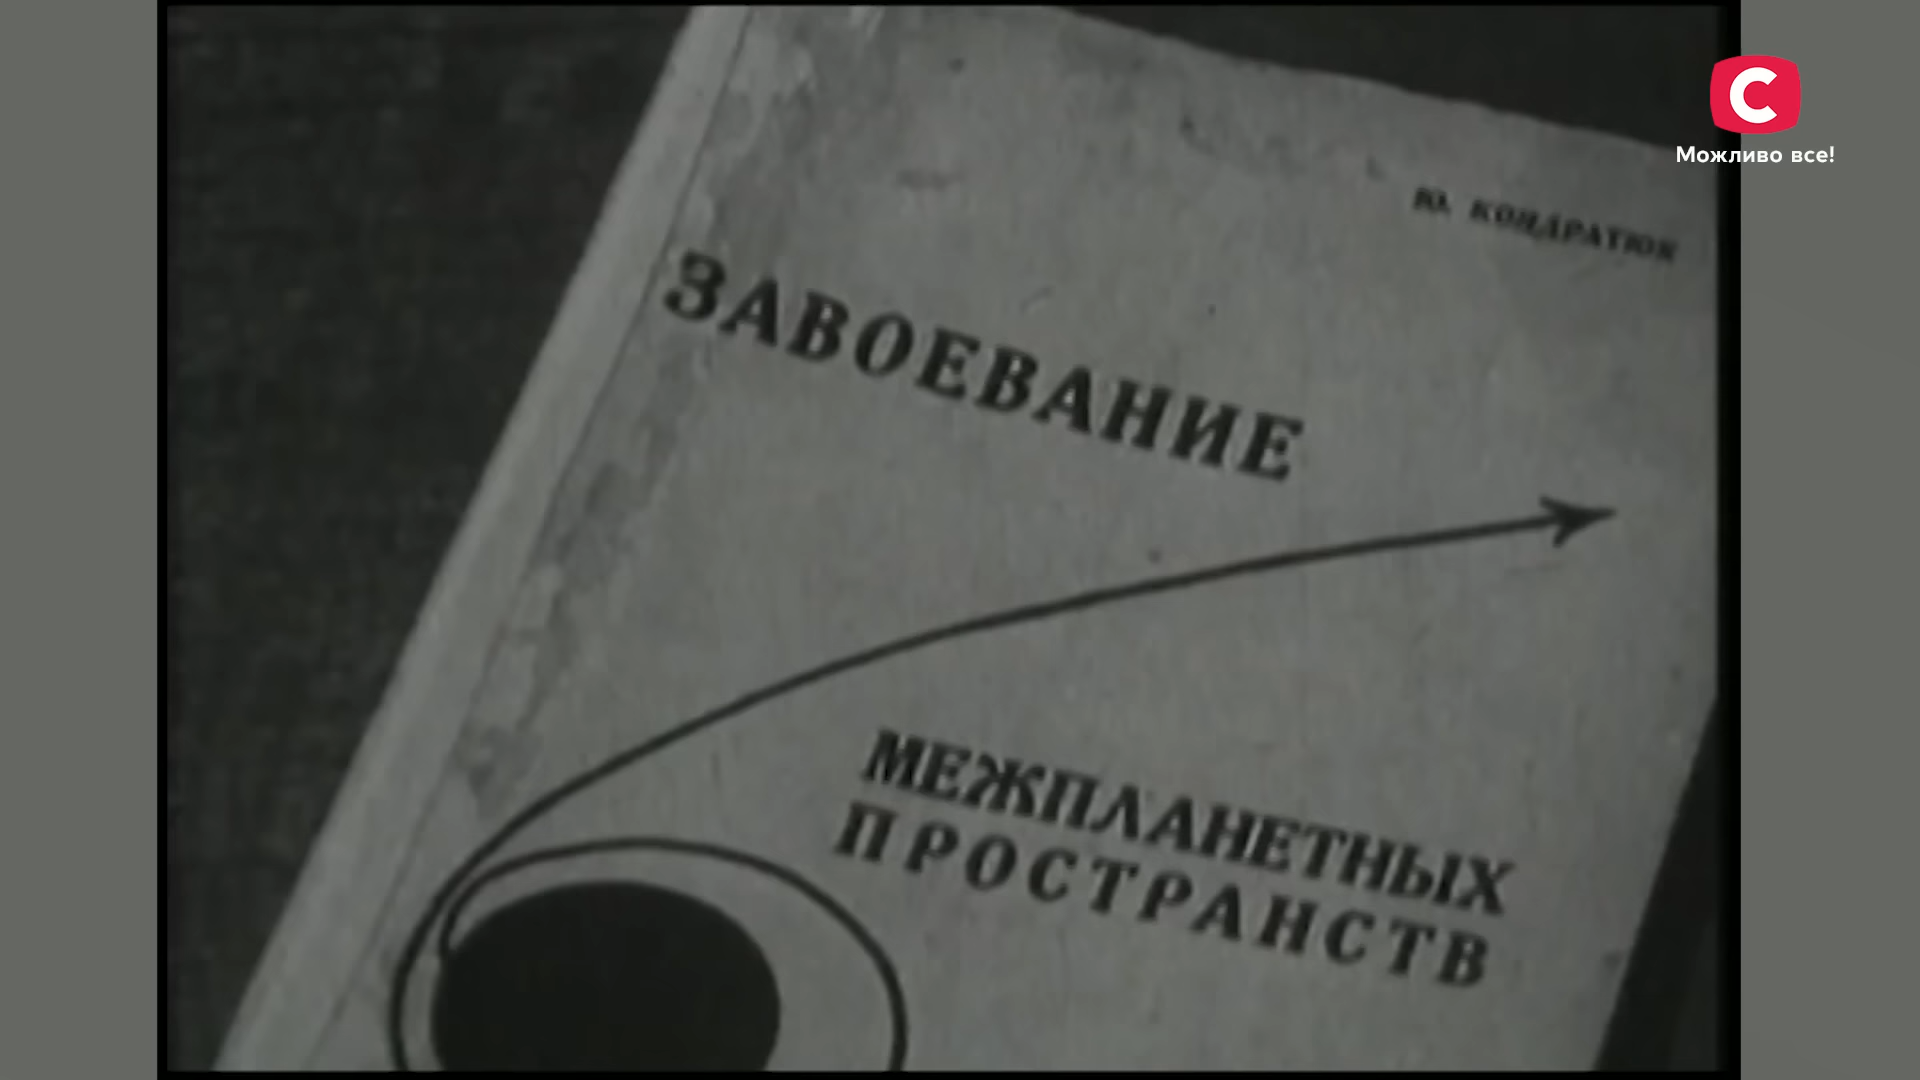 С
Можливо все!
Ю. КОНДРАТЮК
ЗАВОЕВАНИЕ
МЕЖПЛАНЕТНЫХ
ПРОСТРАНСТВ